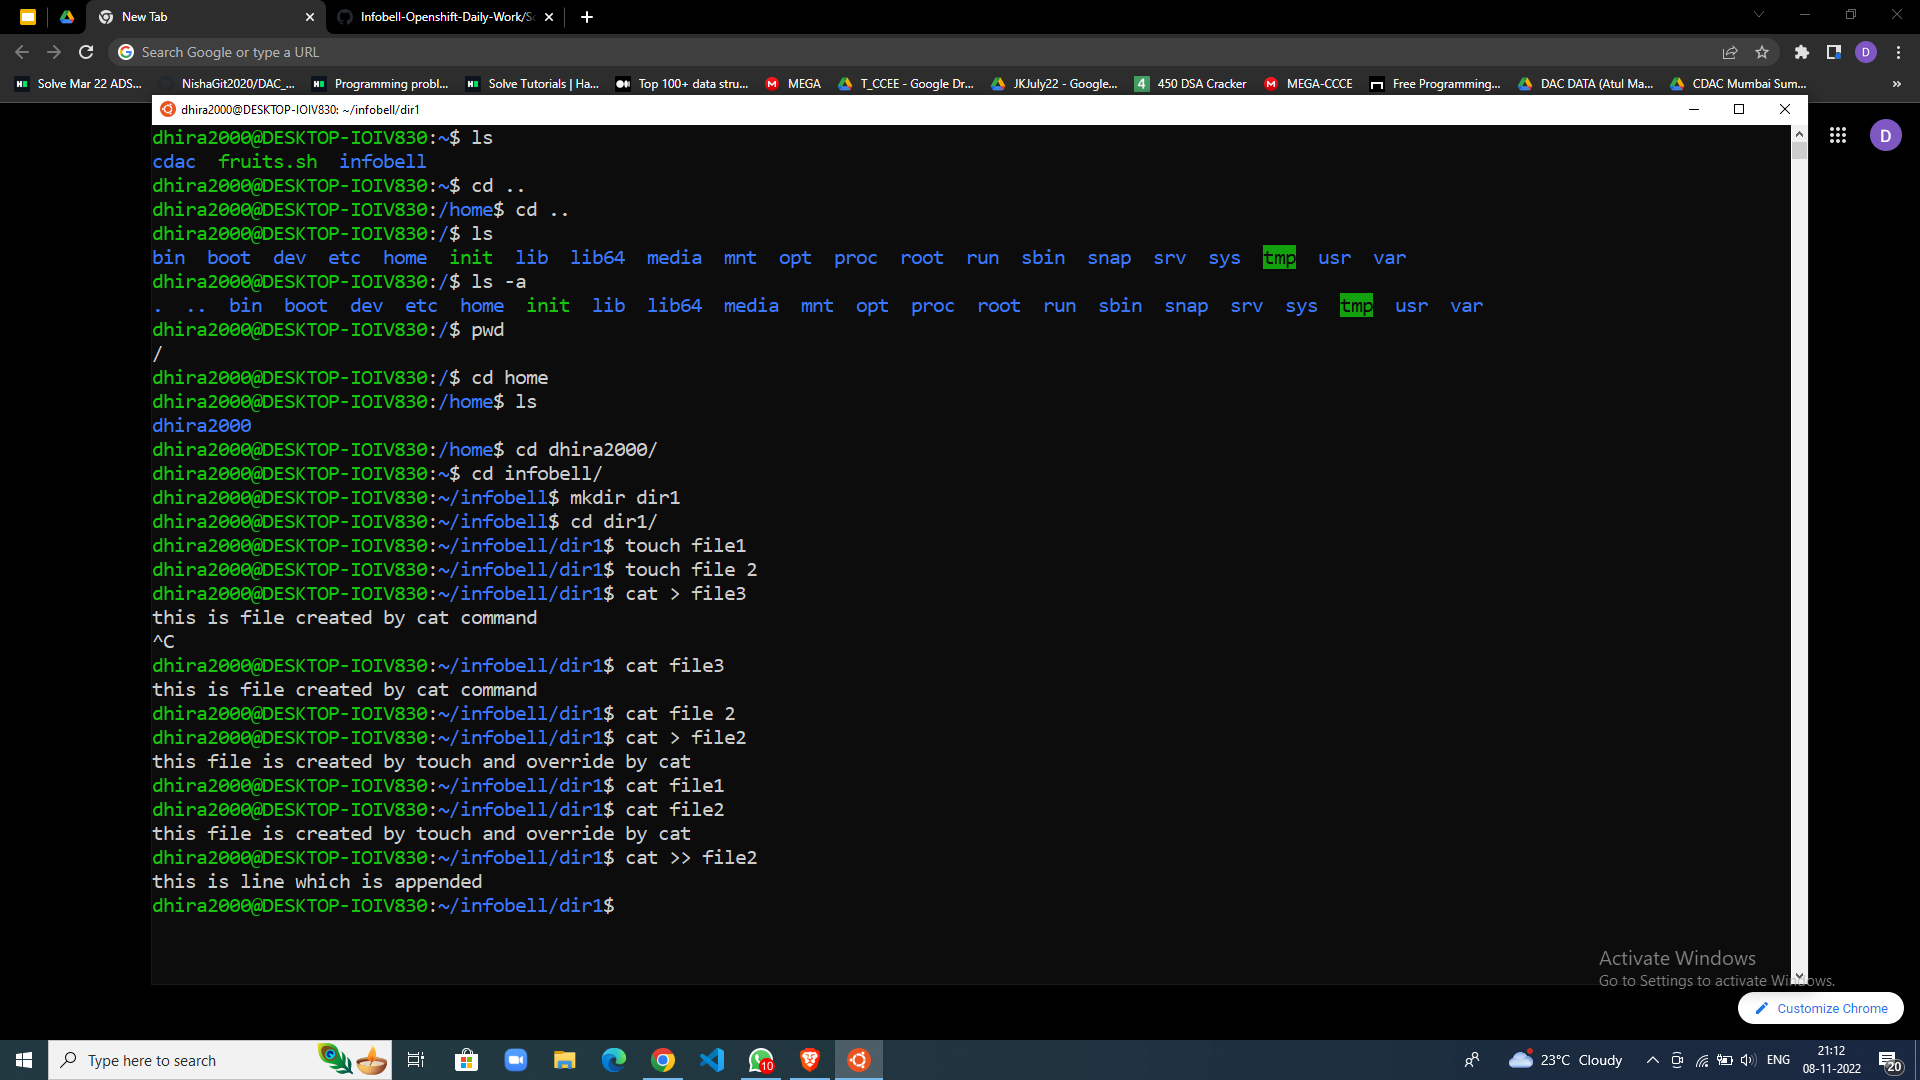 New Tab
Infobell-Openshift-Daily-Work/Sc
Search Google or type a URL
D
Solve Mar 22 ADS...
NishaGit2020/DAC_...
Programming probl...
Solve Tutorials | Ha...
Top 100+ data stru...
MEGA
T_CCEE - Google Dr...
JKJuly22 - Google...
4
450 DSA Cracker
MEGA-CCCE
Free Programming...
DAC DATA (Atul Ma...
CDAC Mumbai Sum...
»
dhira2000@DESKTOP-IOIV830: ~/infobell/dir1
D
dhira2000@DESKTOP-IOIV830:~$ ls
cdac fruits.sh infobell
dhira2000@DESKTOP-IOIV830:~$ cd ..
dhira2000@DESKTOP-IOIV830:/home$ cd ..
dhira2000@DESKTOP-IOIV830:/$ ls
bin boot dev etc home init lib lib64 media mnt opt proc root run sbin snap srv sys tmp usr var
dhira2000@DESKTOP-IOIV830:/$ ls -a
. .. bin boot dev etc home init lib lib64 media mnt opt proc root run sbin snap srv sys tmp usr var
dhira2000@DESKTOP-IOIV830:/$ pwd
/
dhira2000@DESKTOP-IOIV830:/$ cd home
dhira2000@DESKTOP-IOIV830:/home$ ls
dhira2000
dhira2000@DESKTOP-IOIV830:/home$ cd dhira2000/
dhira2000@DESKTOP-IOIV830:~$ cd infobell/
dhira2000@DESKTOP-IOIV830:~/infobell$ mkdir dir1
dhira2000@DESKTOP-IOIV830:~/infobell$ cd dir1/
dhira2000@DESKTOP-IOIV830:~/infobell/dir1$ touch file1
dhira2000@DESKTOP-IOIV830:~/infobell/dir1$ touch file 2
dhira2000@DESKTOP-IOIV830:~/infobell/dir1$ cat > file3
this is file created by cat command
^C
dhira2000@DESKTOP-IOIV830:~/infobell/dir1$ cat file3
this is file created by cat command
dhira2000@DESKTOP-IOIV830:~/infobell/dir1$ cat file 2
dhira2000@DESKTOP-IOIV830:~/infobell/dir1$ cat > file2
this file is created by touch and override by cat
dhira2000@DESKTOP-IOIV830:~/infobell/dir1$ cat file1
dhira2000@DESKTOP-IOIV830:~/infobell/dir1$ cat file2
this file is created by touch and override by cat
dhira2000@DESKTOP-IOIV830:~/infobell/dir1$ cat >> file2
this is line which is appended
dhira2000@DESKTOP-IOIV830:~/infobell/dir1$
Activate Windows
Go to Settings to activate Windows.
Customize Chrome
Type here to search
10
23°C Cloudy
ENG
21:12
08-11-2022
20